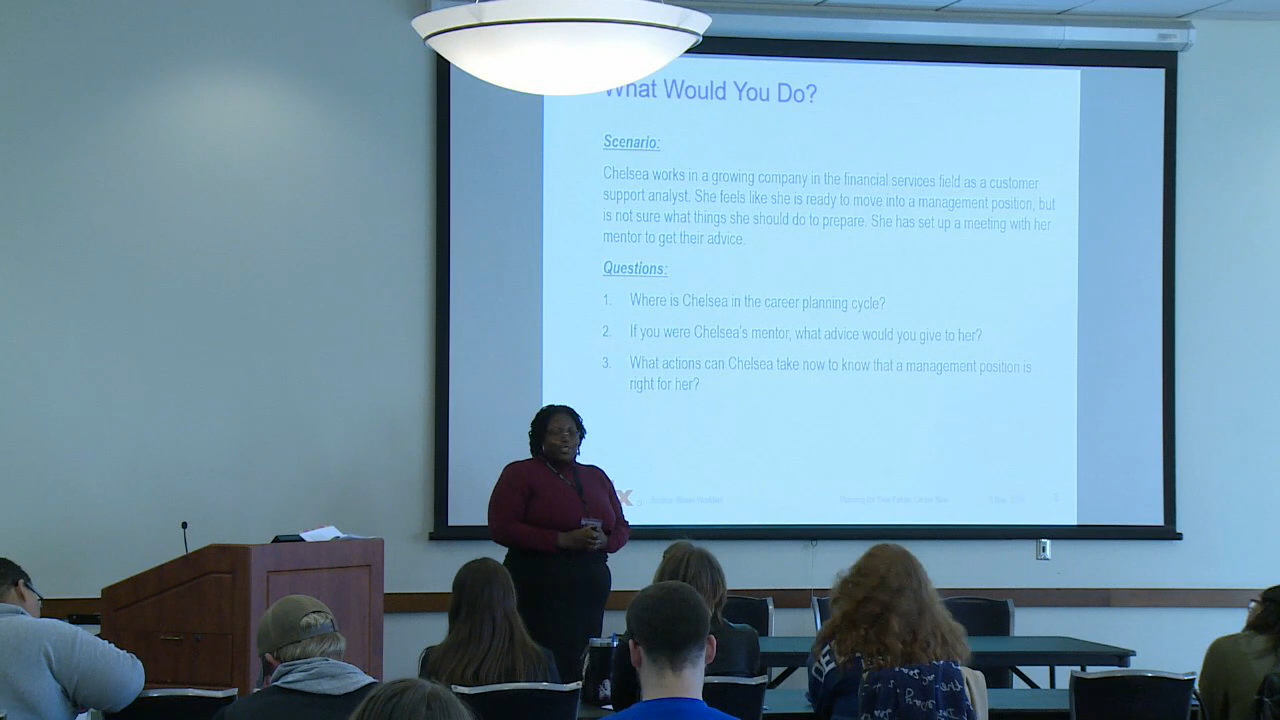 What Would You Do?
Scenario:
Chelsea works in a growing company in the financial services field as a customer
support analyst. She feels like she is ready to move into a management position, but
is not sure what things she should do to prepare. She has set up a meeting with her
mentor to get their advice.
Questions:
1. Where is Chelsea in the career planning cycle?
2. If you were Chelsea's mentor, what advice would you give to her?
3. What actions can Chelsea take now to know that a management position is
right for her?